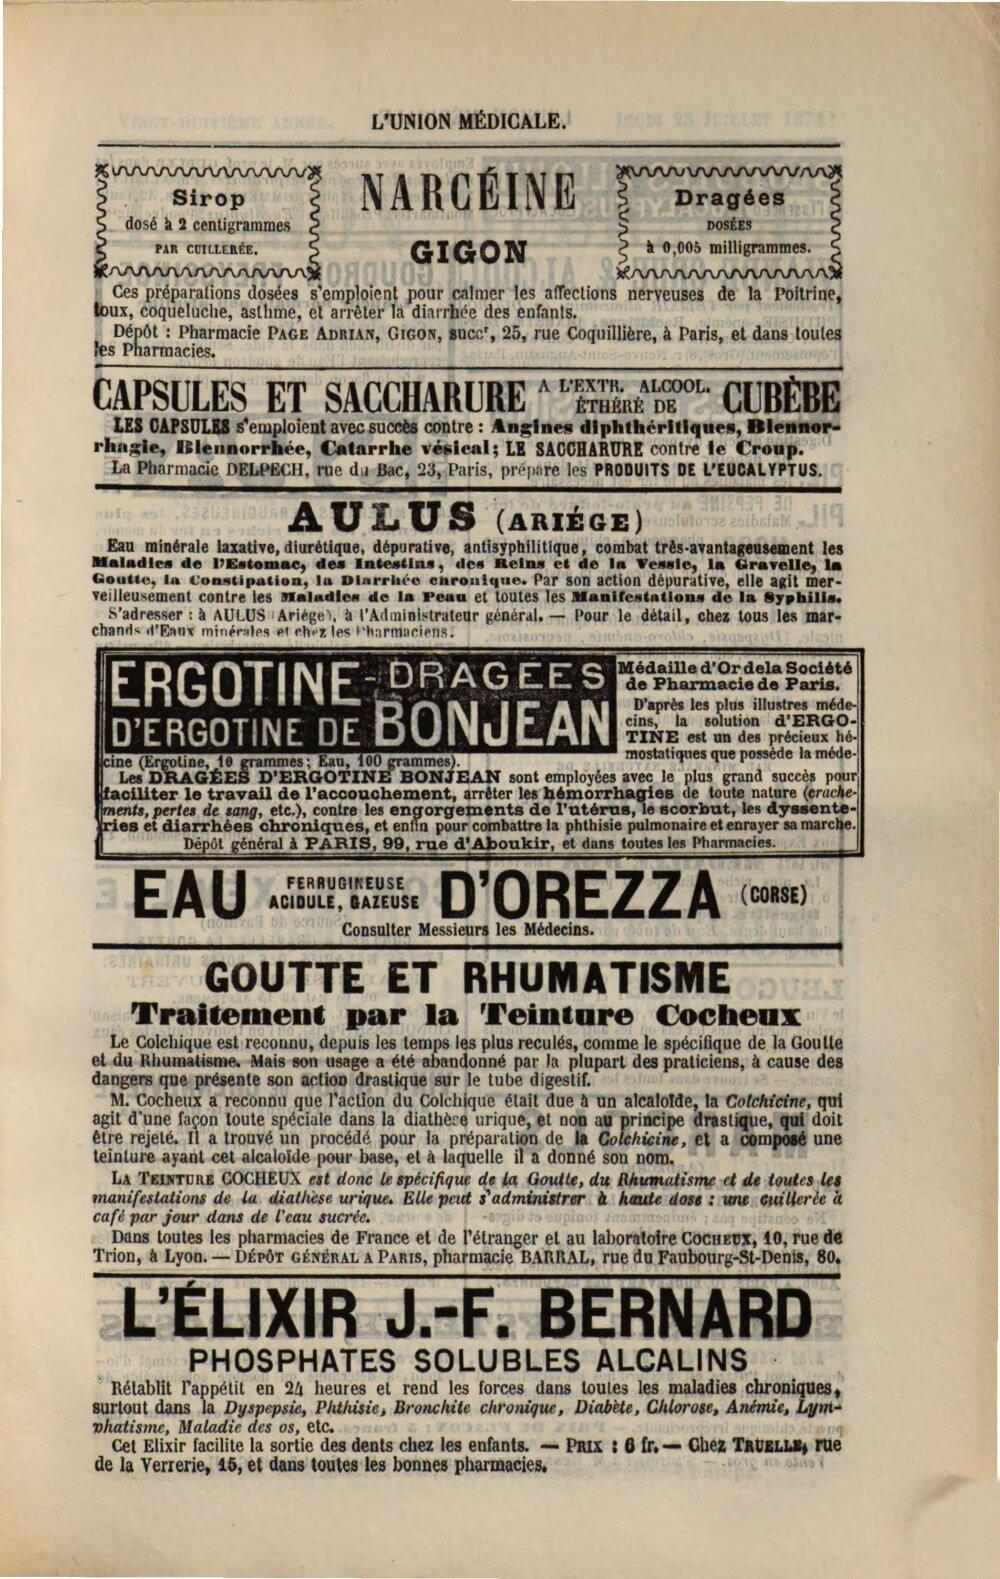 L'UNION MÉDICALE.
Sirop
dosé à 2 centigrammes
PAR CUILLERÉE.
NARCÉINE
GIGON
Dragées
DOSÉES
à 0,005 milligrammes.
Ces préparations dosées s'emploient pour calmer les affections nerveuses de la Poitrine,
toux, coqueluche, asthme, et arrêter la diarrhée des enfants.
Dépôt : Pharmacie PAGE ADRIAN, GIGON, succr, 25, rue Coquillière, à Paris, et dans toutes
les Pharmacies.
CAPSULES ET SACCHARURE A L'EXTR. ALCOOL. ÉTHÉRÉ DE CUBÈBE
LES CAPSULES s'emploient avec succès contre : Angines diphthéritiques, Blennor-
rhagie, Blennorrhée, Catarrhe vésical; LE SACCHARURE contre le Croup.
La Pharmacie DELPECH, rue du Bac, 23, Paris, prépare les PRODUITS DE L'EUCALYPTUS.
AULUS (ARIÉGE)
Eau minérale laxative, diurétique, dépurative, antisyphilitique, combat très-avantageusement les
Maladies de l'Estomac, des Intestins, des Reins et de la Vessie, la Gravelle, la
Goutte, la Constipation, la Diarrhée chronique. Par son action dépurative, elle agit mer-
veilleusement contre les Maladies de la Peau et toutes les Manifestations de la Syphilis.
S'adresser : à AULUS (Ariége), à l'Administrateur général. — Pour le détail, chez tous les mar-
chands d'Eaux minérales et chez les Pharmaciens.
ERGOTINE - DRAGÉES
D'ERGOTINE DE BONJEAN
Médaille d'Or de la Société
de Pharmacie de Paris.
D'après les plus illustres méde-
cins, la solution d'ERGO-
TINE est un des précieux hé-
mostatiques que possède la méde-
cine (Ergotine, 10 grammes; Eau, 100 grammes).
Les DRAGÉES D'ERGOTINE BONJEAN sont employées avec le plus grand succès pour
faciliter le travail de l'accouchement, arrêter les hémorrhagies de toute nature (crache-
ments, pertes de sang, etc.), contre les engorgements de l'utérus, le scorbut, les dyssente-
ries et diarrhées chroniques, et enfin pour combattre la phthisie pulmonaire et enrayer sa marche.
Dépôt général à PARIS, 99, rue d'Aboukir, et dans toutes les Pharmacies.
EAU FERRUGINEUSE ACIDULE, GAZEUSE D'OREZZA (CORSE)
Consulter Messieurs les Médecins.
GOUTTE ET RHUMATISME
Traitement par la Teinture Cocheux
Le Colchique est reconnu, depuis les temps les plus reculés, comme le spécifique de la Goutte
et du Rhumatisme. Mais son usage a été abandonné par la plupart des praticiens, à cause des
dangers que présente son action drastique sur le tube digestif.
M. Cocheux a reconnu que l'action du Colchique était due à un alcaloïde, la Colchicine, qui
agit d'une façon toute spéciale dans la diathèse urique, et non au principe drastique, qui doit
être rejeté. Il a trouvé un procédé pour la préparation de la Colchicine, et a composé une
teinture ayant cet alcaloïde pour base, et à laquelle il a donné son nom.
LA TEINTURE COCHEUX est donc le spécifique de la Goutte, du Rhumatisme et de toutes les
manifestations de la diathèse urique. Elle peut s'administrer à haute dose : une cuillerée à
café par jour dans de l'eau sucrée.
Dans toutes les pharmacies de France et de l'étranger et au laboratoire COCHEUX, 10, rue de
Trion, à Lyon. — DÉPÔT GÉNÉRAL A PARIS, pharmacie BARRAL, rue du Faubourg-St-Denis, 80.
L'ÉLIXIR J.-F. BERNARD
PHOSPHATES SOLUBLES ALCALINS
Rétablit l'appétit en 24 heures et rend les forces dans toutes les maladies chroniques,
surtout dans la Dyspepsie, Phthisie, Bronchite chronique, Diabète, Chlorose, Anémie, Lym-
phatisme, Maladie des os, etc.
Cet Elixir facilite la sortie des dents chez les enfants. — PRIX : 6 fr. — Chez TRUELLE, rue
de la Verrerie, 15, et dans toutes les bonnes pharmacies.